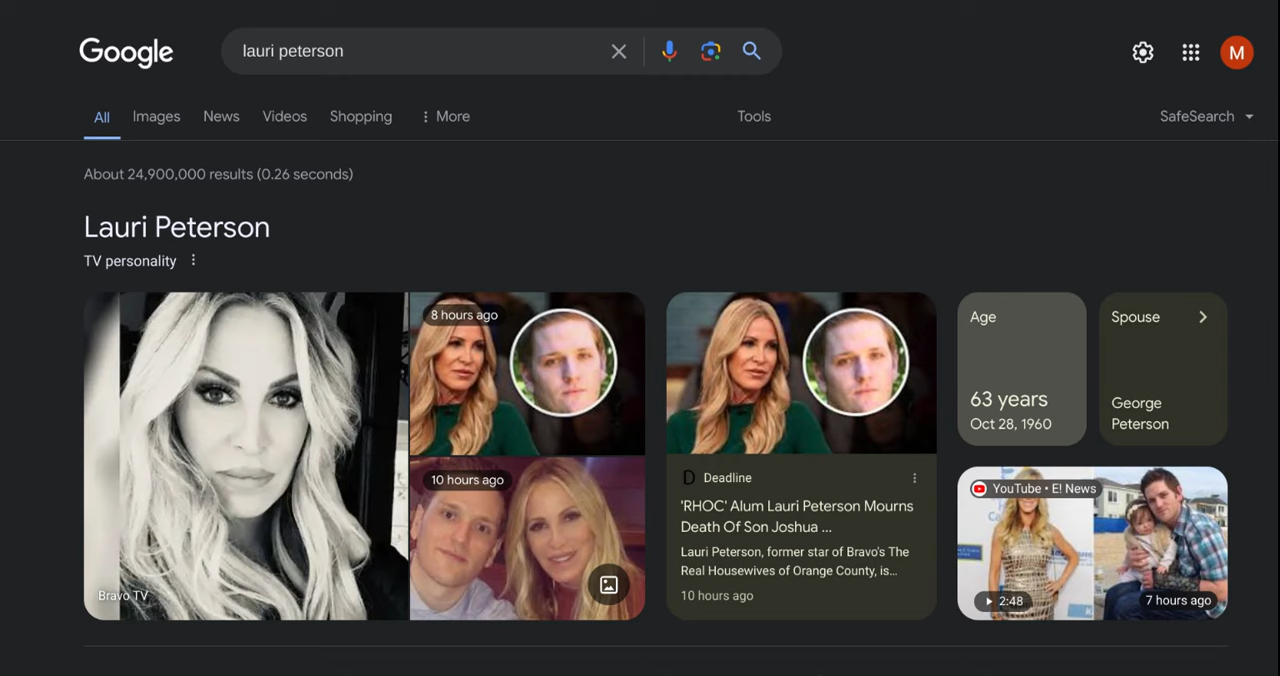 Google
lauri peterson
M
All
Images
News
Videos
Shopping
More
Tools
SafeSearch
About 24,900,000 results (0.26 seconds)
Lauri Peterson
TV personality
Bravo TV
8 hours ago
10 hours ago
D Deadline
'RHOC' Alum Lauri Peterson Mourns
Death Of Son Joshua ...
Lauri Peterson, former star of Bravo's The
Real Housewives of Orange County, is...
10 hours ago
Age
63 years
Oct 28, 1960
Spouse
George
Peterson
YouTube • E! News
2:48
7 hours ago